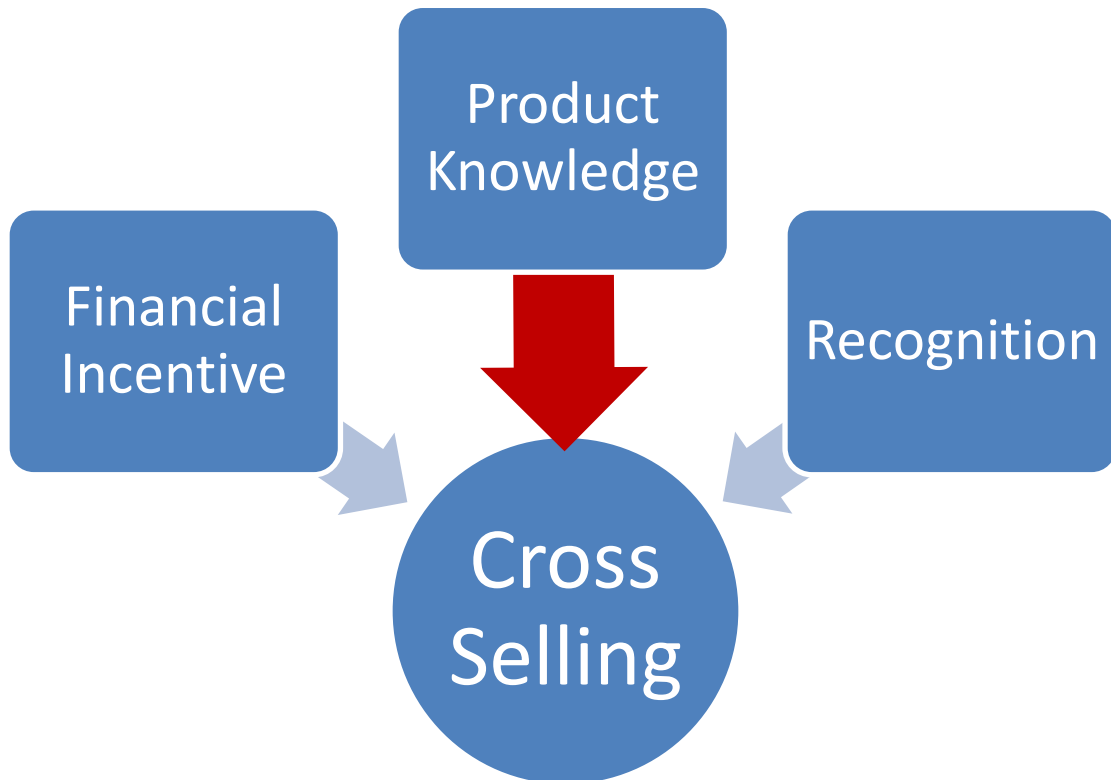 Product
Knowledge
Financial
Incentive
Recognition
Cross
Selling